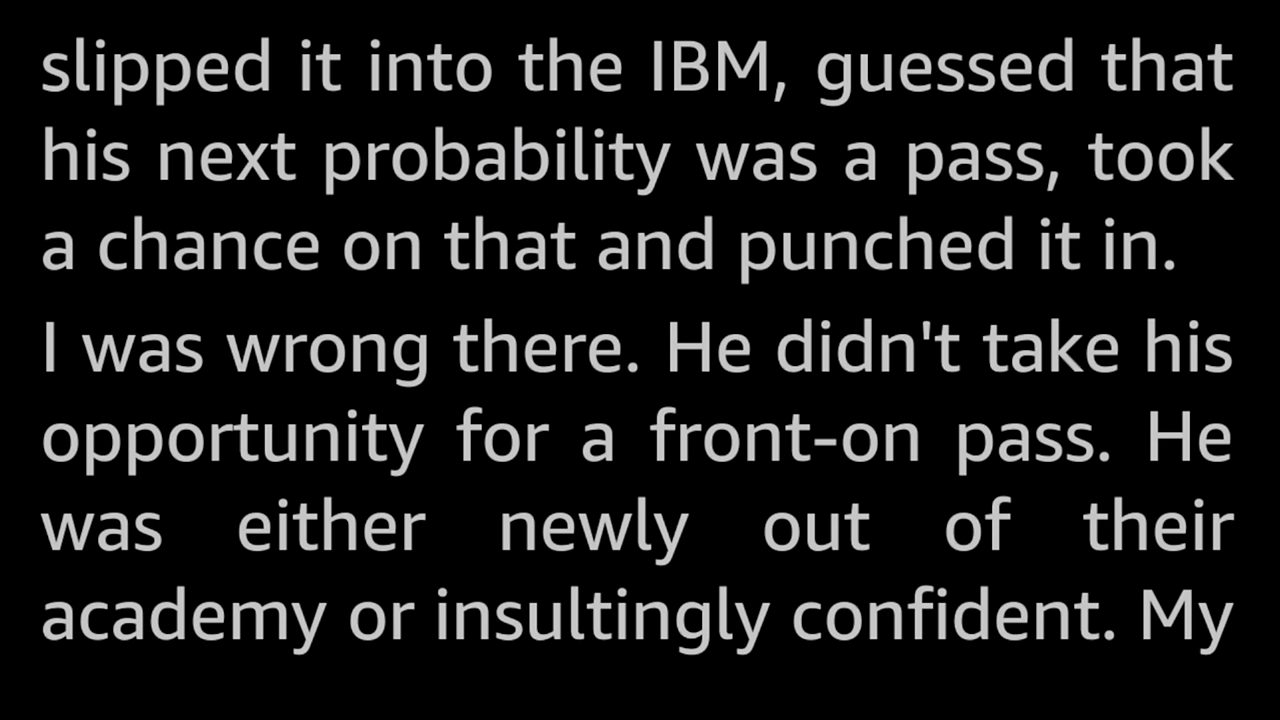 slipped it into the IBM, guessed that
his next probability was a pass, took
a chance on that and punched it in.
I was wrong there. He didn't take his
opportunity for a front-on pass. He
was either newly out of their
academy or insultingly confident. My